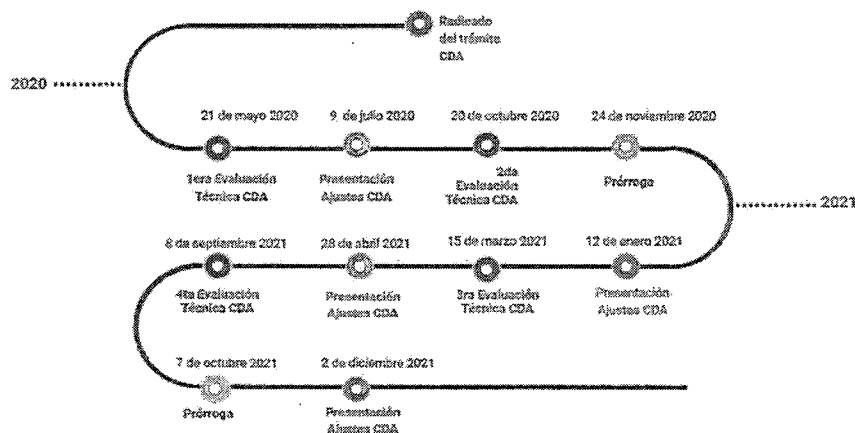 Radicado
del trámite
CDA
2020
21 de mayo 2020
9 de julio 2020
20 de octubre 2020
24 de noviembre 2020
1era Evaluación
Técnica CDA
Presentación
Ajustes CDA
2da
Evaluación
Técnica CDA
Prórroga
2021
8 de septiembre 2021
28 de abril 2021
15 de marzo 2021
12 de enero 2021
4ta Evaluación
Técnica CDA
Presentación
Ajustes CDA
3ra Evaluación
Técnica CDA
Presentación
Ajustes CDA
7 de octubre 2021
2 de diciembre 2021
Prórroga
Presentación
Ajustes CDA